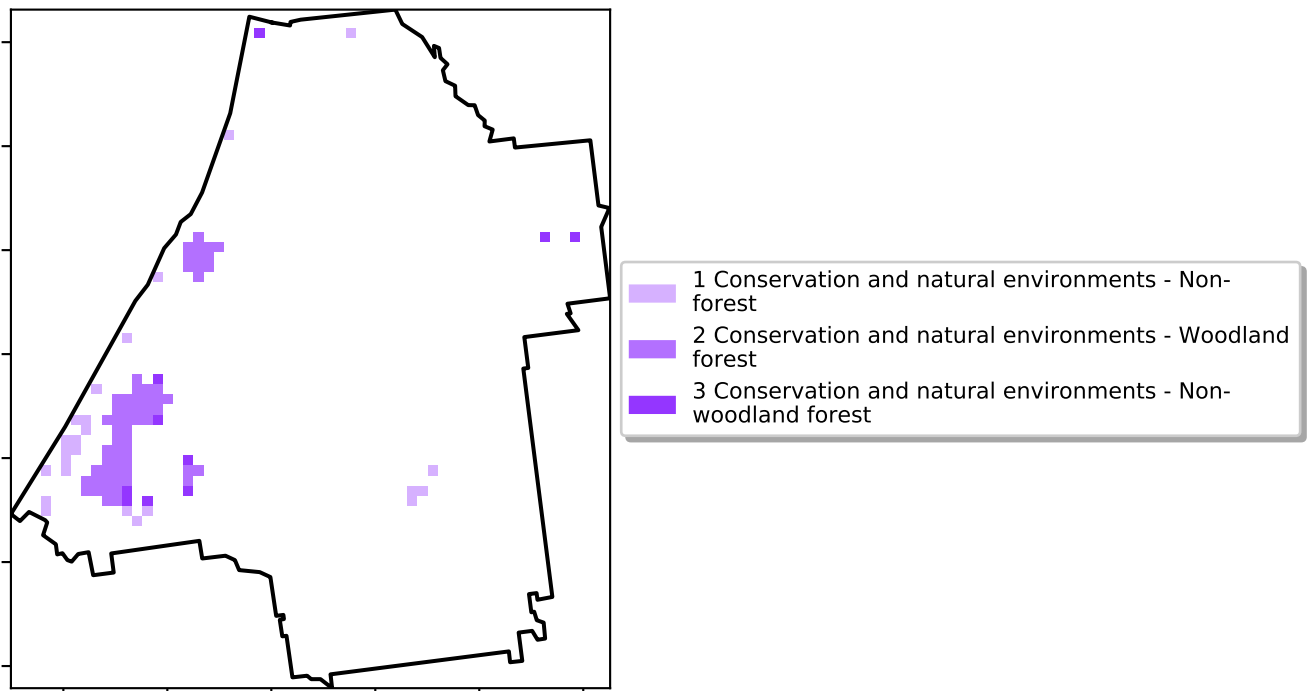 1 Conservation and natural environments - Non-
forest
2 Conservation and natural environments - Woodland
forest
3 Conservation and natural environments - Non-
woodland forest